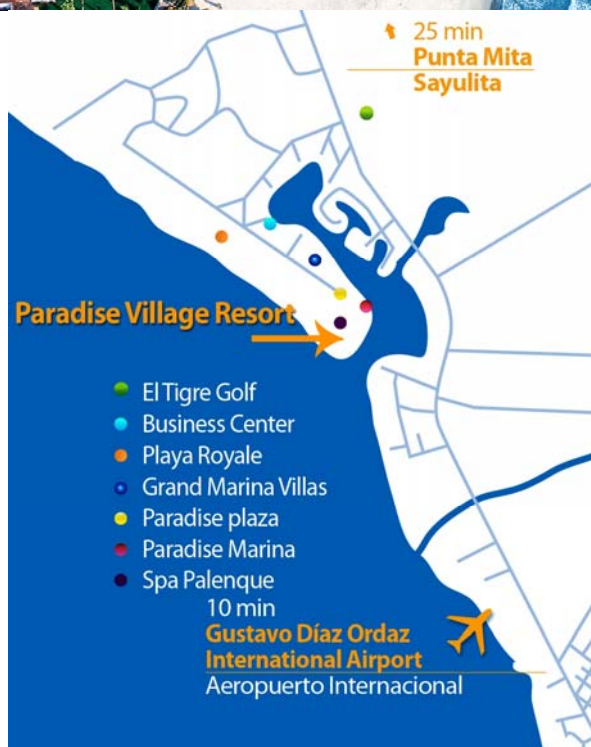 25 min
Punta Mita
Sayulita
Paradise Village Resort
El Tigre Golf
Business Center
Playa Royale
Grand Marina Villas
Paradise plaza
Paradise Marina
Spa Palenque
10 min
Gustavo Díaz Ordaz
International Airport
Aeropuerto Internacional